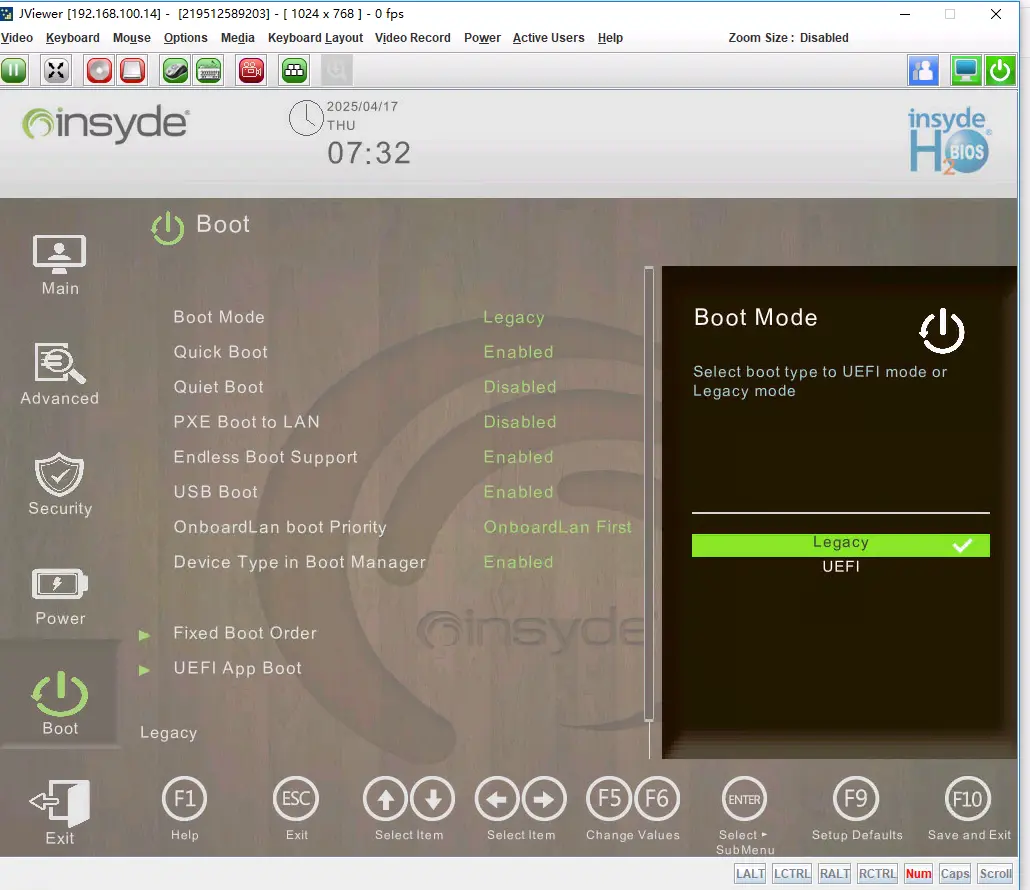 JViewer [192.168.100.14] - [219512589203] - [ 1024 x 768 ] - 0 fps
Video Keyboard Mouse Options Media Keyboard Layout Video Record Power Active Users Help Zoom Size : Disabled
insyde®
2025/04/17
THU
07:32
insyde®
H2BIOS
Boot
Main
Advanced
Security
Power
Boot
Exit
Boot Mode Legacy
Quick Boot Enabled
Quiet Boot Disabled
PXE Boot to LAN Disabled
Endless Boot Support Enabled
USB Boot Enabled
OnboardLan boot Priority OnboardLan First
Device Type in Boot Manager Enabled
Fixed Boot Order
UEFI App Boot
insyde
Legacy
Boot Mode
Select boot type to UEFI mode or
Legacy mode
Legacy
UEFI
F1 ESC F5 F6 ENTER F9 F10
Help Exit Select Item Select Item Change Values Select ▸ Setup Defaults Save and Exit
SubMenu
LALT LCTRL RALT RCTRL Num Caps Scroll